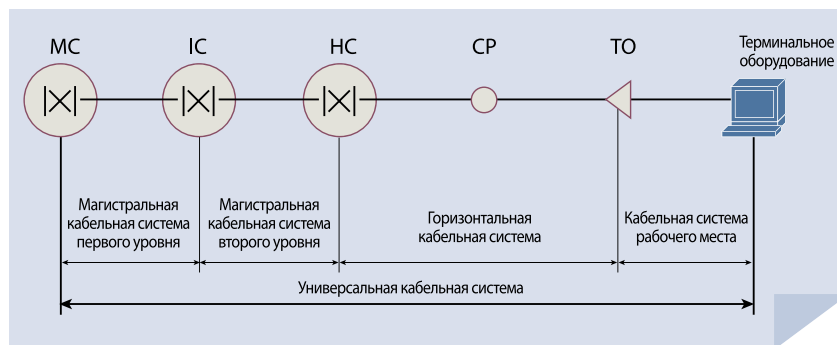 MC IC HC CP TO Терминальное
оборудование
Магистральная
кабельная система
первого уровня
Магистральная
кабельная система
второго уровня
Горизонтальная
кабельная система
Кабельная система
рабочего места
Универсальная кабельная система